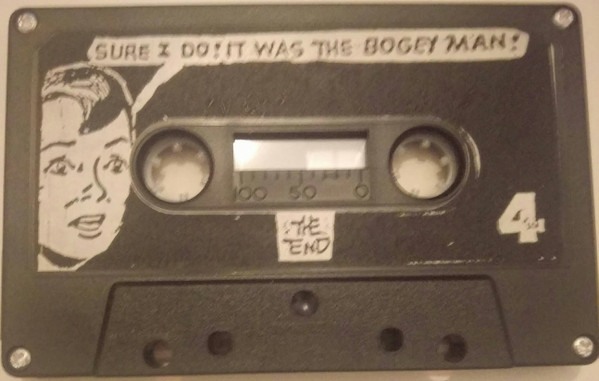 SURE I DO! IT WAS THE BOGEY MAN!
100 50 0
THE
END
4